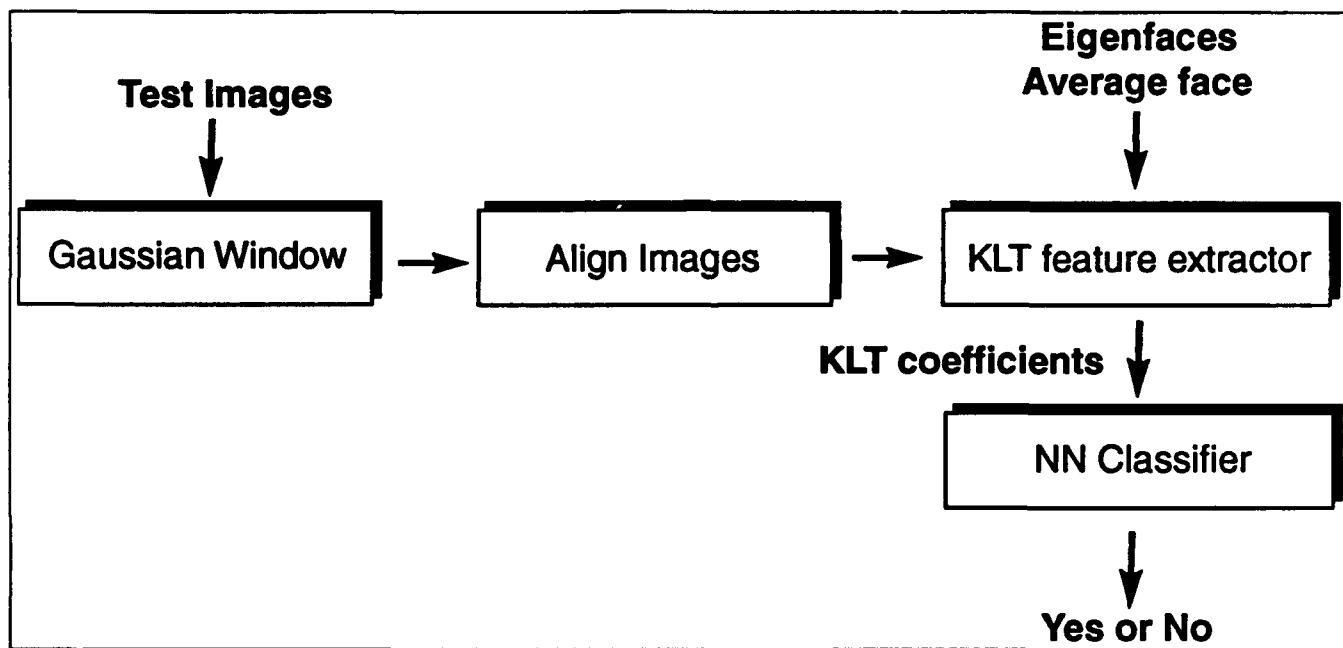 Test Images
Eigenfaces
Average face
Gaussian Window
Align Images
KLT feature extractor
KLT coefficients
NN Classifier
Yes or No